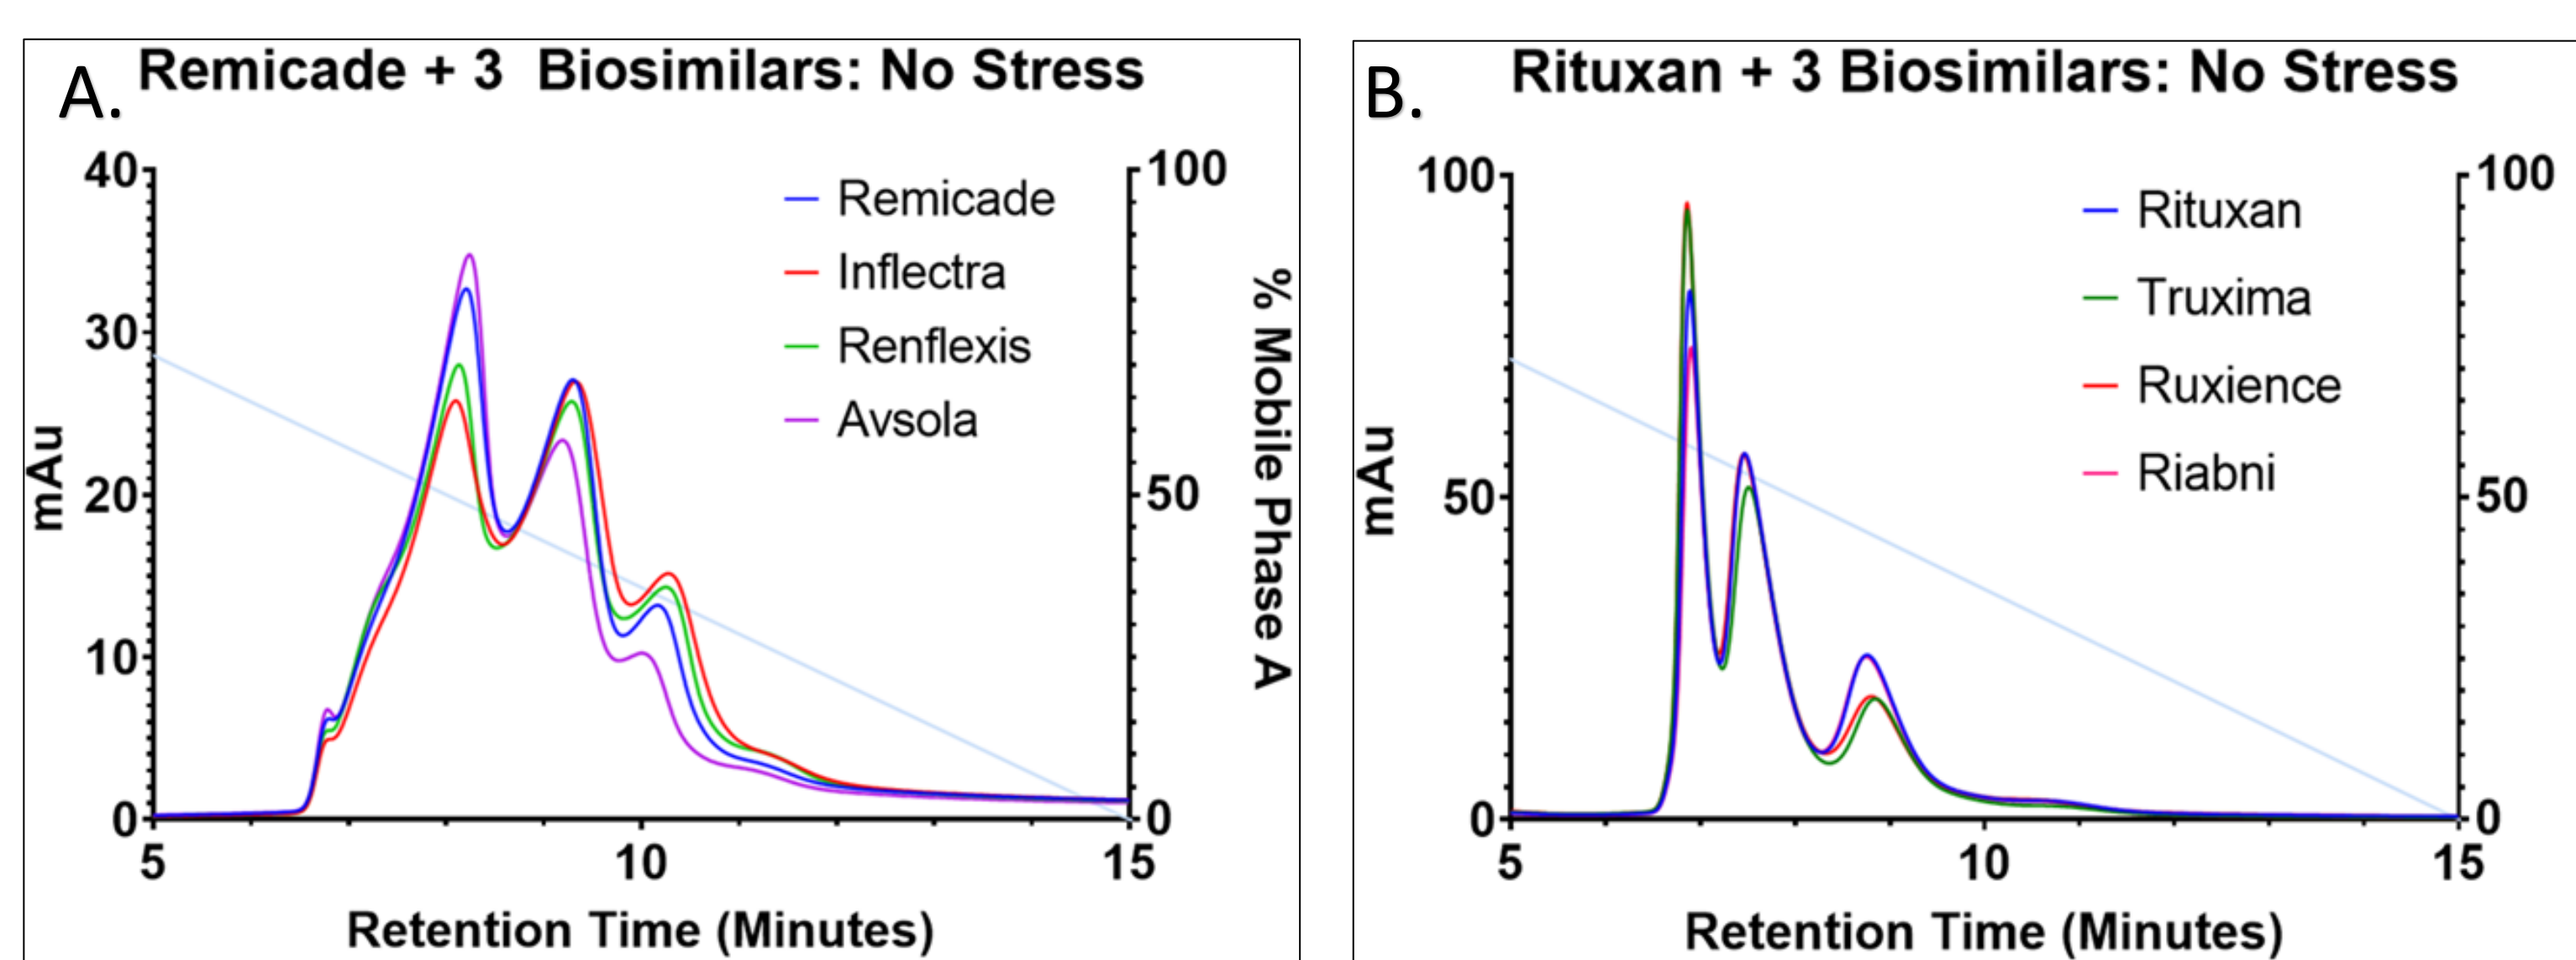 A.
Remicade + 3 Biosimilars: No Stress
40
30
20
10
0
mAu
100
50
0
% Mobile Phase A
Remicade
Inflectra
Renflexis
Avsola
5 10 15
Retention Time (Minutes)
B.
Rituxan + 3 Biosimilars: No Stress
100
50
0
mAu
100
50
0
Rituxan
Truxima
Ruxience
Riabni
5 10 15
Retention Time (Minutes)